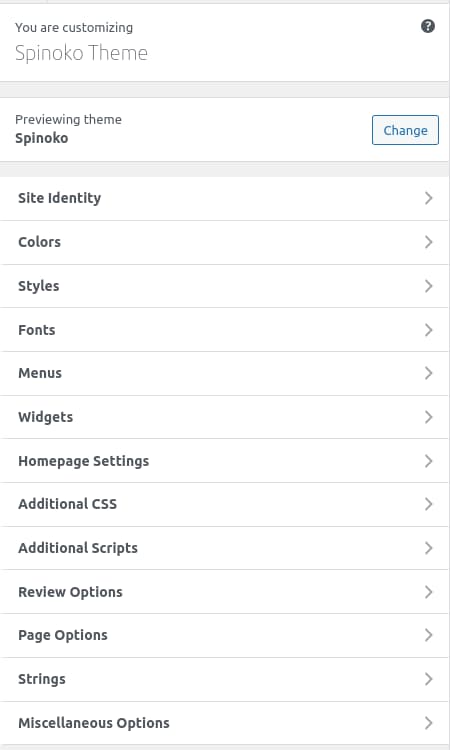 You are customizing
Spinoko Theme
Previewing theme
Spinoko
Change
Site Identity
Colors
Styles
Fonts
Menus
Widgets
Homepage Settings
Additional CSS
Additional Scripts
Review Options
Page Options
Strings
Miscellaneous Options